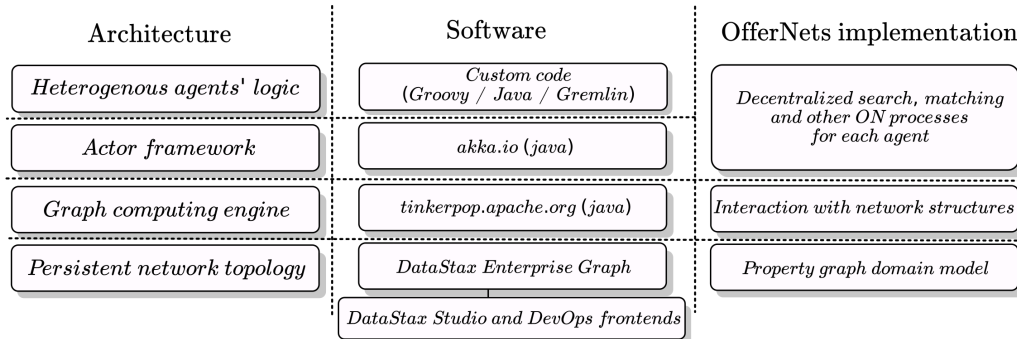 Architecture
Software
OfferNets implementation
Heterogenous agents' logic
Custom code
(Groovy / Java / Gremlin)
Decentralized search, matching
and other ON processes
for each agent
Actor framework
akka.io (java)
Graph computing engine
tinkerpop.apache.org (java)
Interaction with network structures
Persistent network topology
DataStax Enterprise Graph
Property graph domain model
DataStax Studio and DevOps frontends